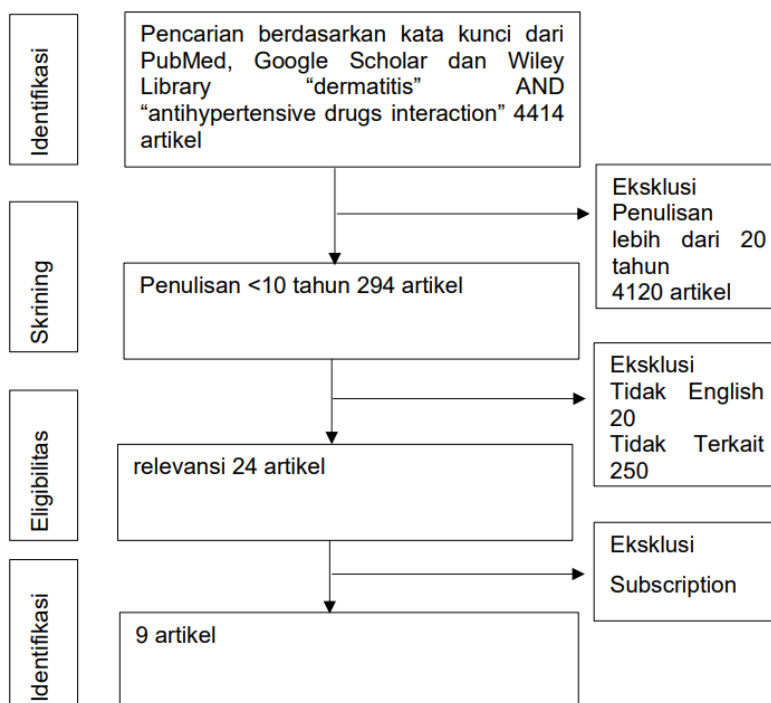 Identifikasi
Pencarian berdasarkan kata kunci dari
PubMed, Google Scholar dan Wiley
Library “dermatitis” AND
“antihypertensive drugs interaction” 4414
artikel
Eksklusi
Penulisan
lebih dari 20
tahun
4120 artikel
Skrining
Penulisan <10 tahun 294 artikel
Eksklusi
Tidak English
20
Tidak Terkait
250
Eligibilitas
relevansi 24 artikel
Eksklusi
Subscription
Identifikasi
9 artikel